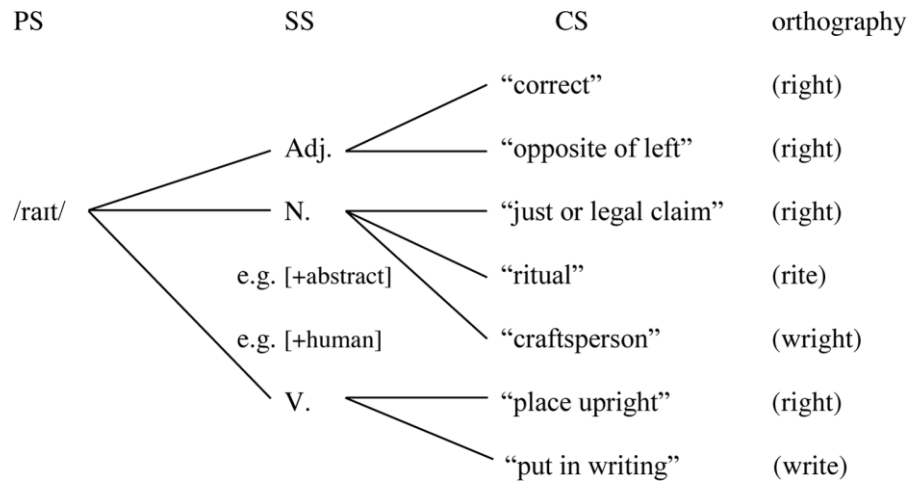 PS SS CS orthography
“correct” (right)
Adj. “opposite of left” (right)
/raɪt/ N. “just or legal claim” (right)
e.g. [+abstract] “ritual” (rite)
e.g. [+human] “craftsperson” (wright)
V. “place upright” (right)
“put in writing” (write)